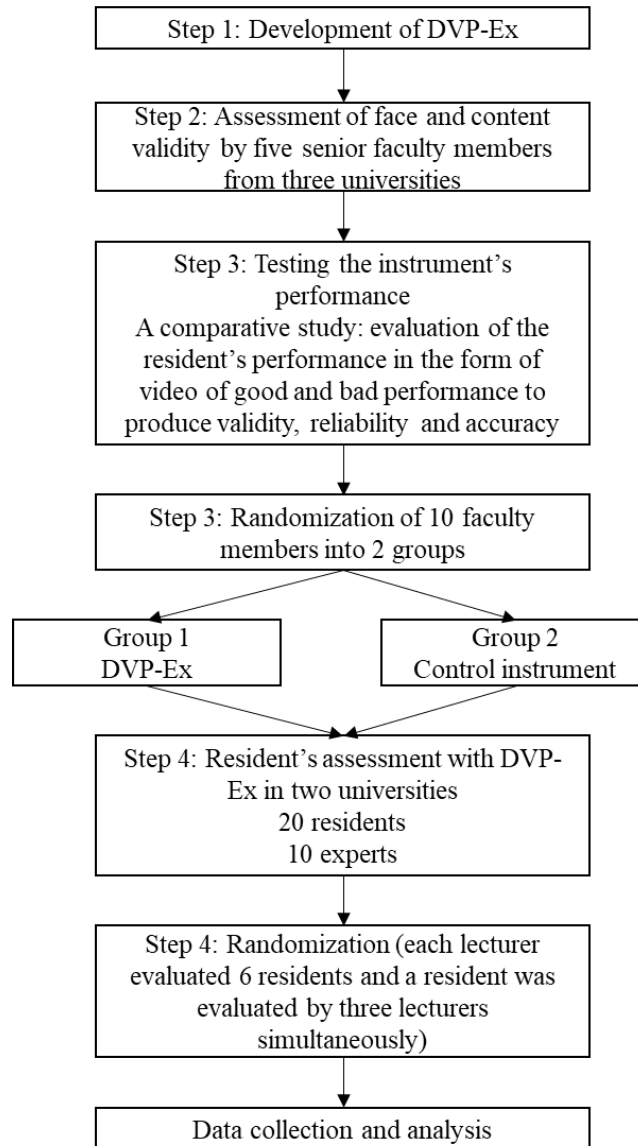 Step 1: Development of DVP-Ex
Step 2: Assessment of face and content
validity by five senior faculty members
from three universities
Step 3: Testing the instrument's
performance
A comparative study: evaluation of the
resident's performance in the form of
video of good and bad performance to
produce validity, reliability and accuracy
Step 3: Randomization of 10 faculty
members into 2 groups
Group 1
DVP-Ex
Group 2
Control instrument
Step 4: Resident's assessment with DVP-
Ex in two universities
20 residents
10 experts
Step 4: Randomization (each lecturer
evaluated 6 residents and a resident was
evaluated by three lecturers
simultaneously)
Data collection and analysis